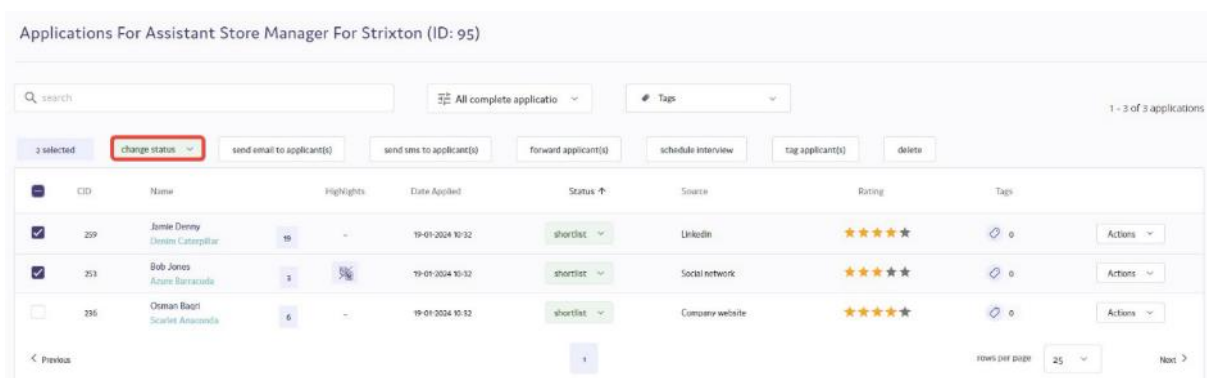 Applications For Assistant Store Manager For Strixton (ID: 95)
search All complete applicatio Tags
1 - 3 of 3 applications
2 selected change status send email to applicant(s) send sms to applicant(s) forward applicant(s) schedule interview tag applicant(s) delete
CID Name Highlights Date Applied Status ↑ Source Rating Tags
Jamie Denny
259 19 - 19-01-2024 10:32 shortlist Linkedin 0 Actions
Denim Caterpillar
Bob Jones
253 3 19-01-2024 10:32 shortlist Social network 0 Actions
Azure Barracuda
Osman Baqri
236 6 - 19-01-2024 10:32 shortlist Company website 0 Actions
Scarlet Anaconda
< Previous 1 rows per page 25 Next >